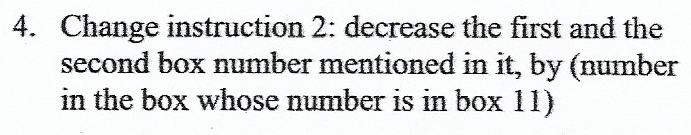 4. Change instruction 2: decrease the first and the
second box number mentioned in it, by (number
in the box whose number is in box 11)